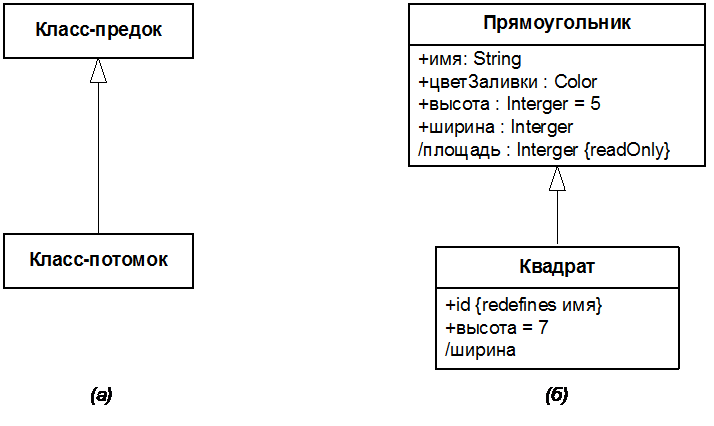 Класс-предок
Класс-потомок
(а)
Прямоугольник
+имя: String
+цветЗаливки : Color
+высота : Interger = 5
+ширина : Interger
/площадь : Interger {readOnly}
Квадрат
+id {redefines имя}
+высота = 7
/ширина
(б)